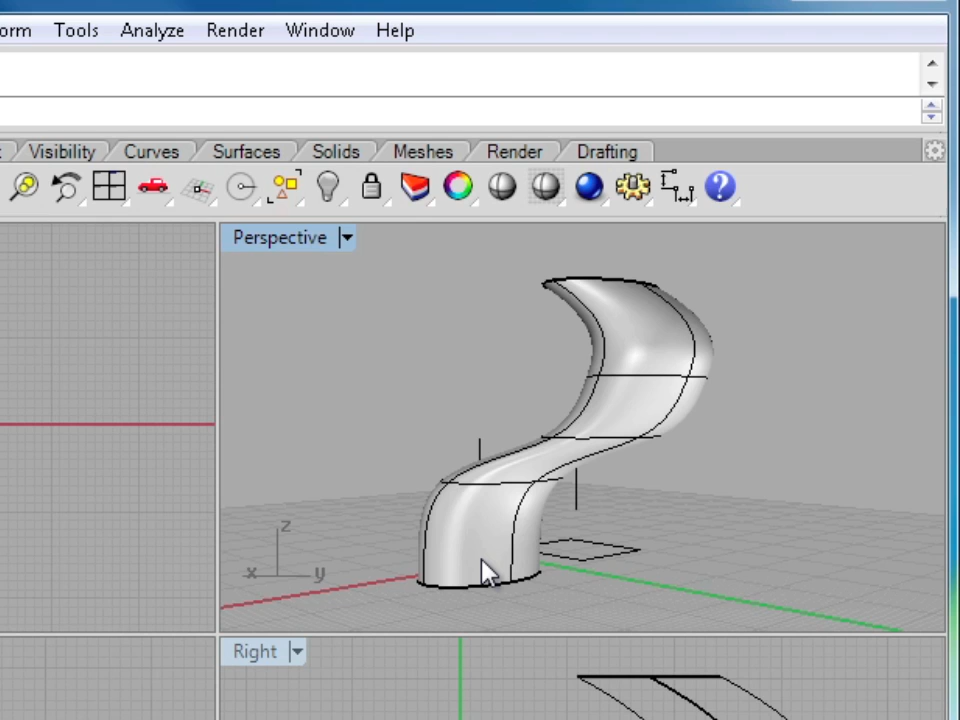 orm Tools Analyze Render Window Help
Visibility Curves Surfaces Solids Meshes Render Drafting
?
Perspective
z
x y
Right